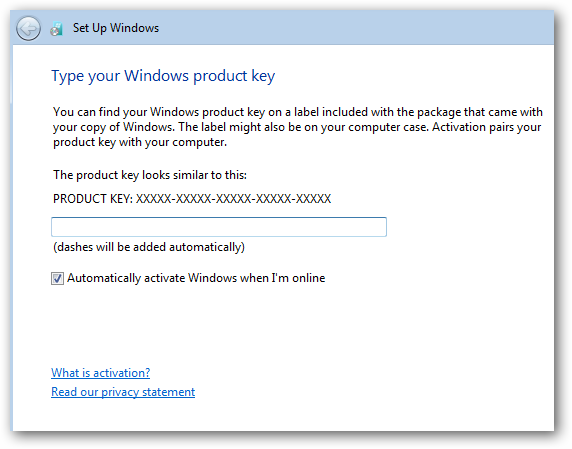 Set Up Windows
Type your Windows product key
You can find your Windows product key on a label included with the package that came with
your copy of Windows. The label might also be on your computer case. Activation pairs your
product key with your computer.
The product key looks similar to this:
PRODUCT KEY: XXXXX-XXXXX-XXXXX-XXXXX-XXXXX
(dashes will be added automatically)
Automatically activate Windows when I'm online
What is activation?
Read our privacy statement